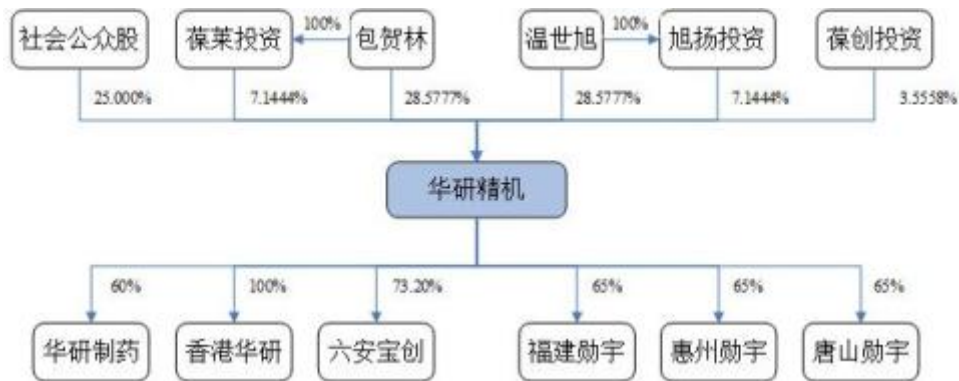 社会公众股
葆莱投资
100%
包贺林
温世旭
100%
旭扬投资
葆创投资
25.000%
7.1444%
28.5777%
28.5777%
7.1444%
3.5558%
华研精机
60%
100%
73.20%
65%
65%
65%
华研制药
香港华研
六安宝创
福建勋宇
惠州勋宇
唐山勋宇